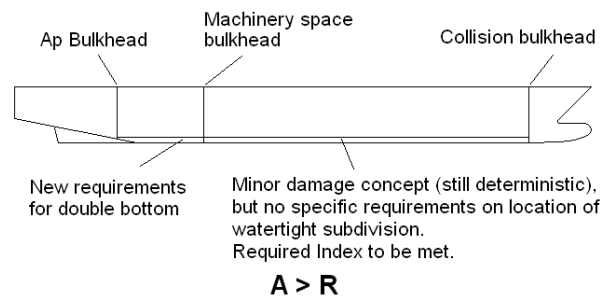 Machinery space
bulkhead
Ap Bulkhead
Collision bulkhead
New requirements
for double bottom
Minor damage concept (still deterministic),
but no specific requirements on location of
watertight subdivision.
Required Index to be met.
A > R